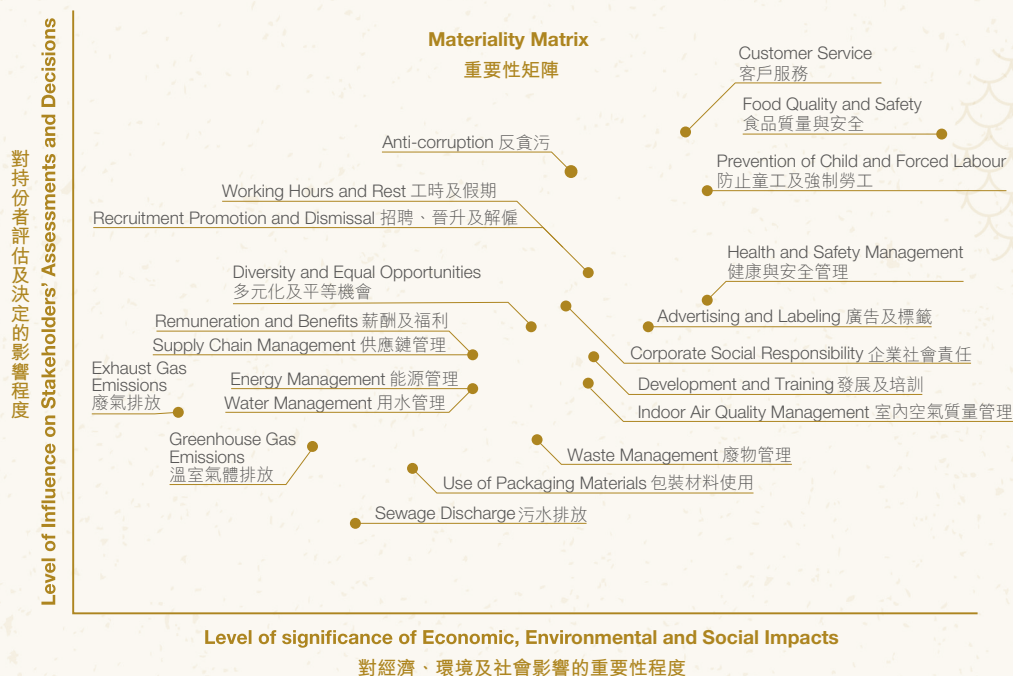 Materiality Matrix
重要性矩陣
Level of Influence on Stakeholders' Assessments and Decisions
對持份者評估及決定的影響程度
Customer Service
客戶服務
Food Quality and Safety
食品質量與安全
Anti-corruption 反貪污
Prevention of Child and Forced Labour
防止童工及強制勞工
Working Hours and Rest 工時及假期
Recruitment Promotion and Dismissal 招聘、晉升及解僱
Health and Safety Management
健康與安全管理
Diversity and Equal Opportunities
多元化及平等機會
Advertising and Labeling 廣告及標籤
Remuneration and Benefits 薪酬及福利
Supply Chain Management 供應鏈管理
Corporate Social Responsibility 企業社會責任
Exhaust Gas
Emissions
廢氣排放
Energy Management 能源管理
Development and Training 發展及培訓
Water Management 用水管理
Indoor Air Quality Management 室內空氣質量管理
Greenhouse Gas
Emissions
溫室氣體排放
Waste Management 廢物管理
Use of Packaging Materials 包裝材料使用
Sewage Discharge 污水排放
Level of significance of Economic, Environmental and Social Impacts
對經濟、環境及社會影響的重要性程度